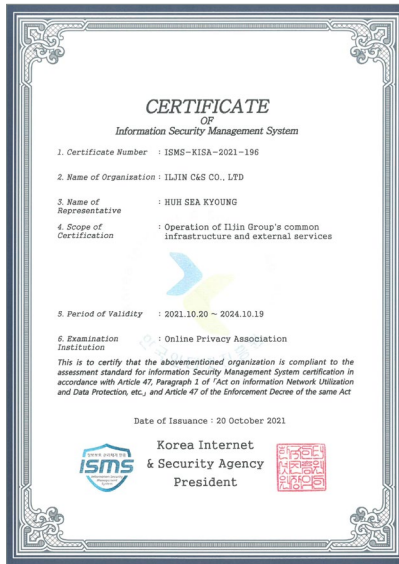 CERTIFICATE
OF
Information Security Management System
1. Certificate Number : ISMS-KISA-2021-196
2. Name of Organization : ILJIN C&S CO., LTD
3. Name of : HUH SEA KYOUNG
Representative
4. Scope of : Operation of Iljin Group's common
Certification infrastructure and external services
5. Period of Validity : 2021.10.20 ~ 2024.10.19
6. Examination : Online Privacy Association
Institution
This is to certify that the abovementioned organization is compliant to the
assessment standard for information Security Management System certification in
accordance with Article 47, Paragraph 1 of「Act on information Network Utilization
and Data Protection, etc.」 and Article 47 of the Enforcement Decree of the same Act
Date of Issuance : 20 October 2021
Korea Internet
& Security Agency
President
ISMS